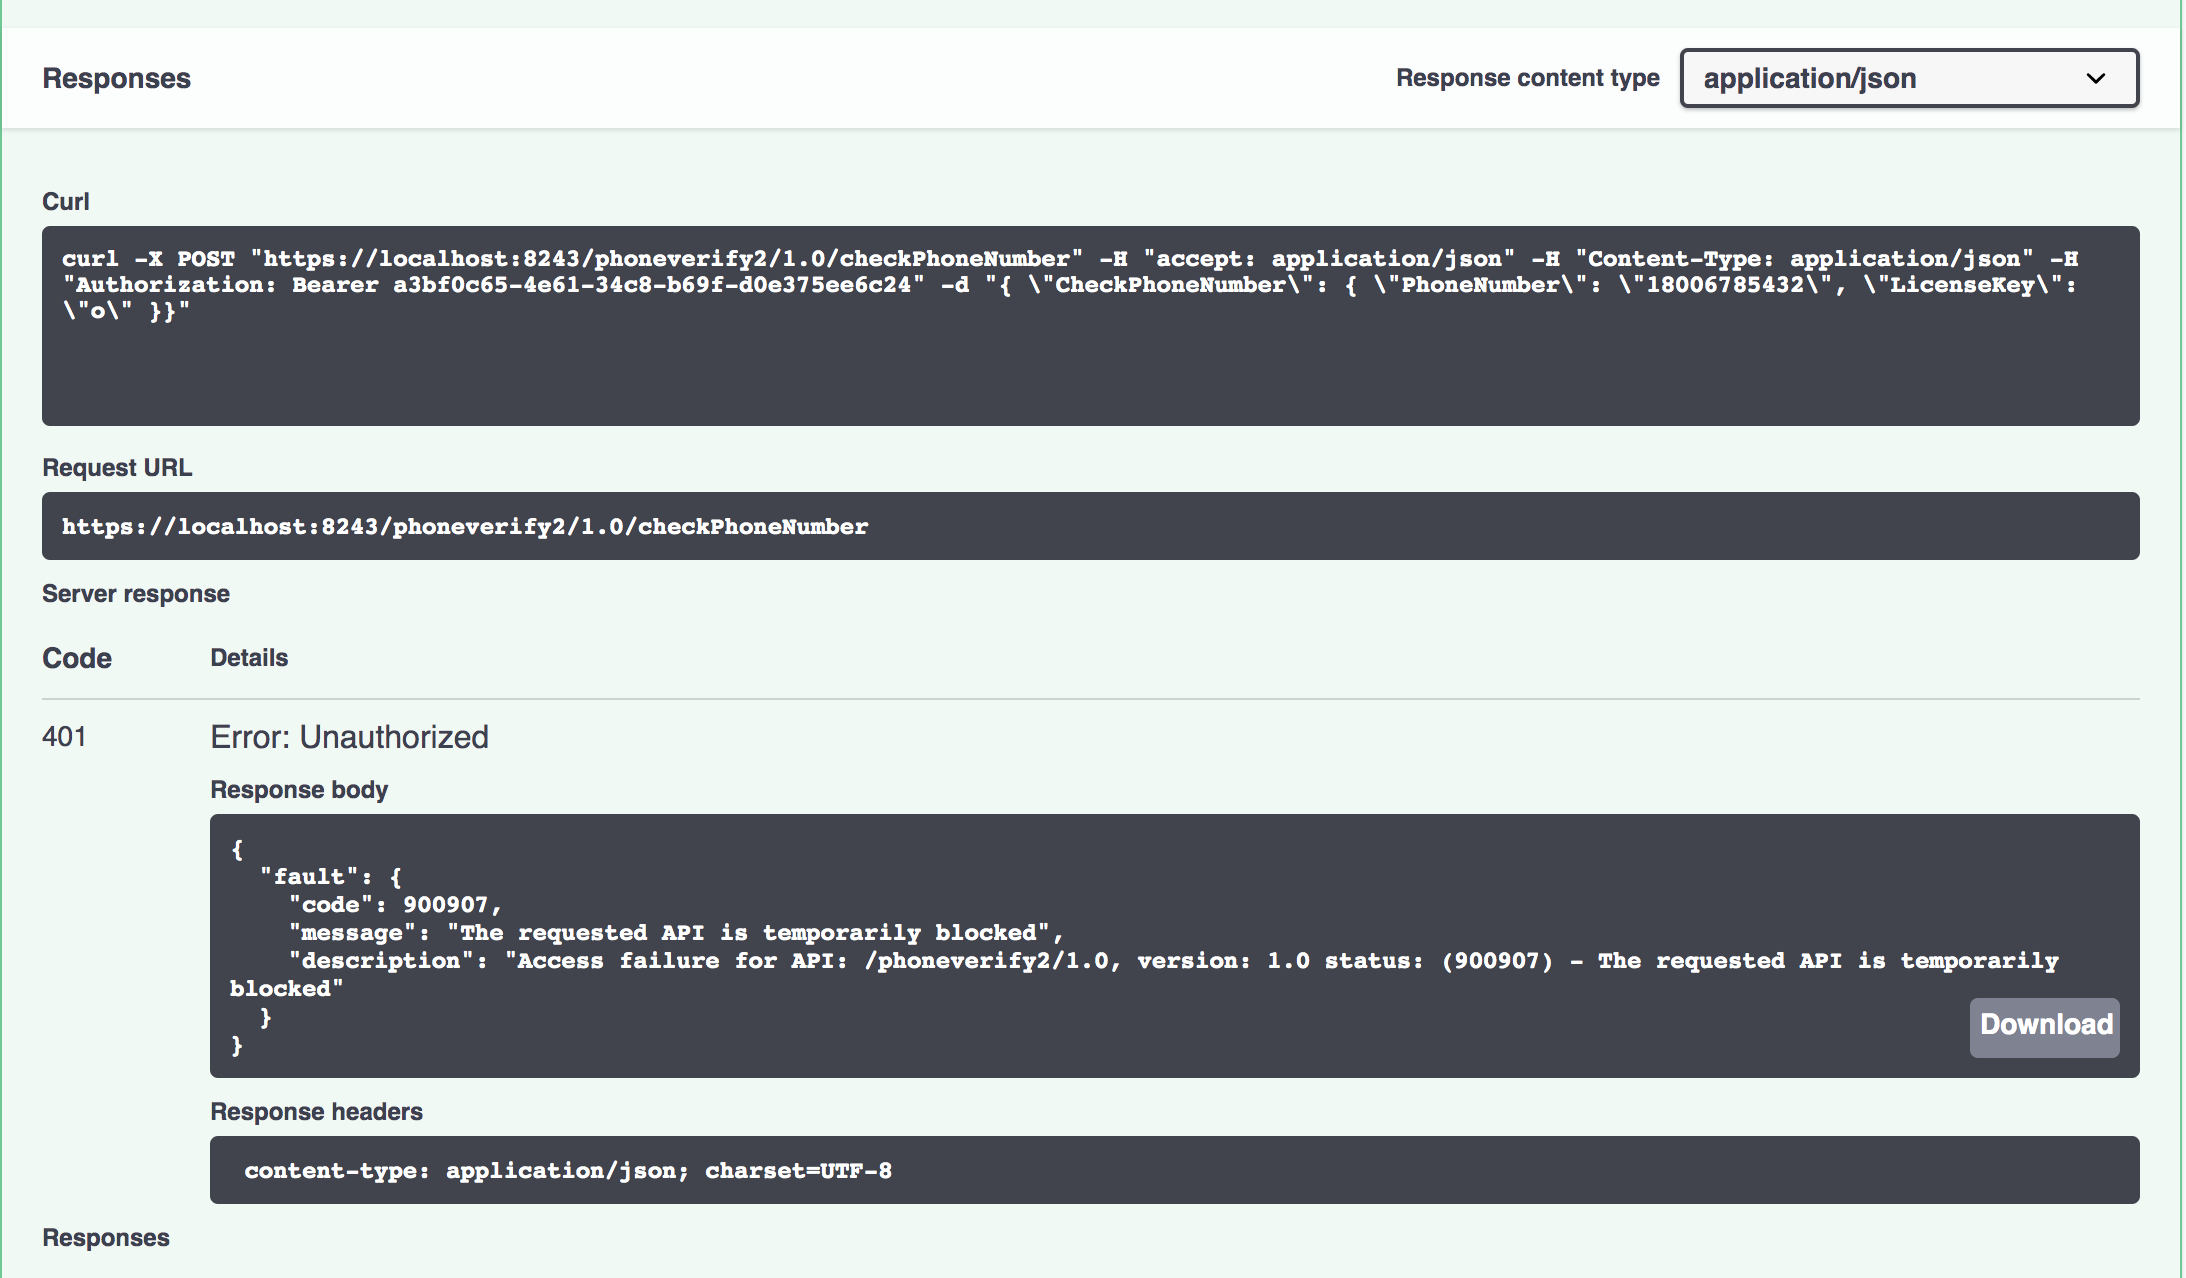 Responses
Response content type
application/json
Curl
curl -X POST "https://localhost:8243/phoneverify2/1.0/checkPhoneNumber" -H "accept: application/json" -H "Content-Type: application/json" -H
"Authorization: Bearer a3bf0c65-4e61-34c8-b69f-d0e375ee6c24" -d "{ \"CheckPhoneNumber\": { \"PhoneNumber\": \"18006785432\", \"LicenseKey\":
\"o\" }}"
Request URL
https://localhost:8243/phoneverify2/1.0/checkPhoneNumber
Server response
Code
Details
401
Error: Unauthorized
Response body
{
  "fault": {
    "code": 900907,
    "message": "The requested API is temporarily blocked",
    "description": "Access failure for API: /phoneverify2/1.0, version: 1.0 status: (900907) - The requested API is temporarily
blocked"
  }
}
Download
Response headers
content-type: application/json; charset=UTF-8
Responses